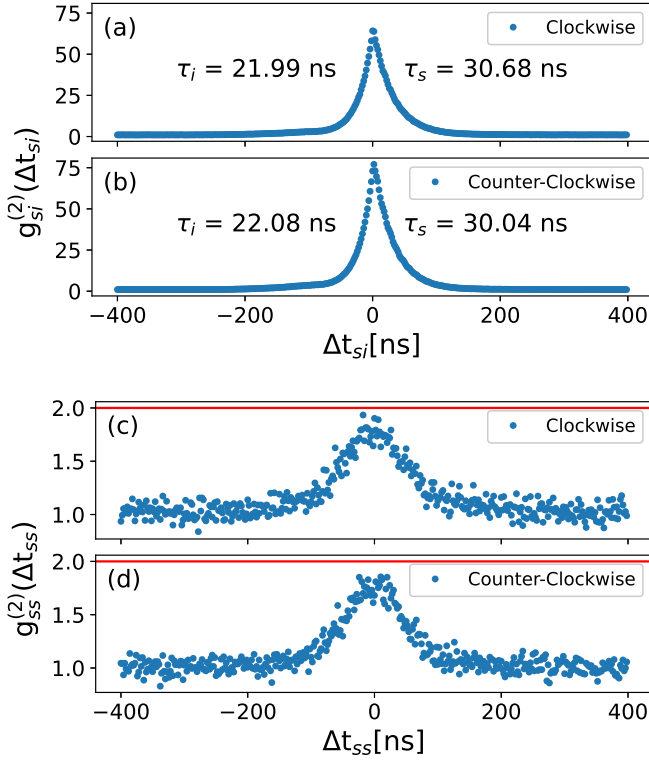 75
50
25
0
(a)
Clockwise
τi = 21.99 ns
τs = 30.68 ns
75
50
25
0
(b)
Counter-Clockwise
τi = 22.08 ns
τs = 30.04 ns
g(2)si(Δtsi)
−400
−200
0
200
400
Δtsi[ns]
2.0
1.5
1.0
(c)
Clockwise
2.0
1.5
1.0
(d)
Counter-Clockwise
g(2)ss(Δtss)
−400
−200
0
200
400
Δtss[ns]